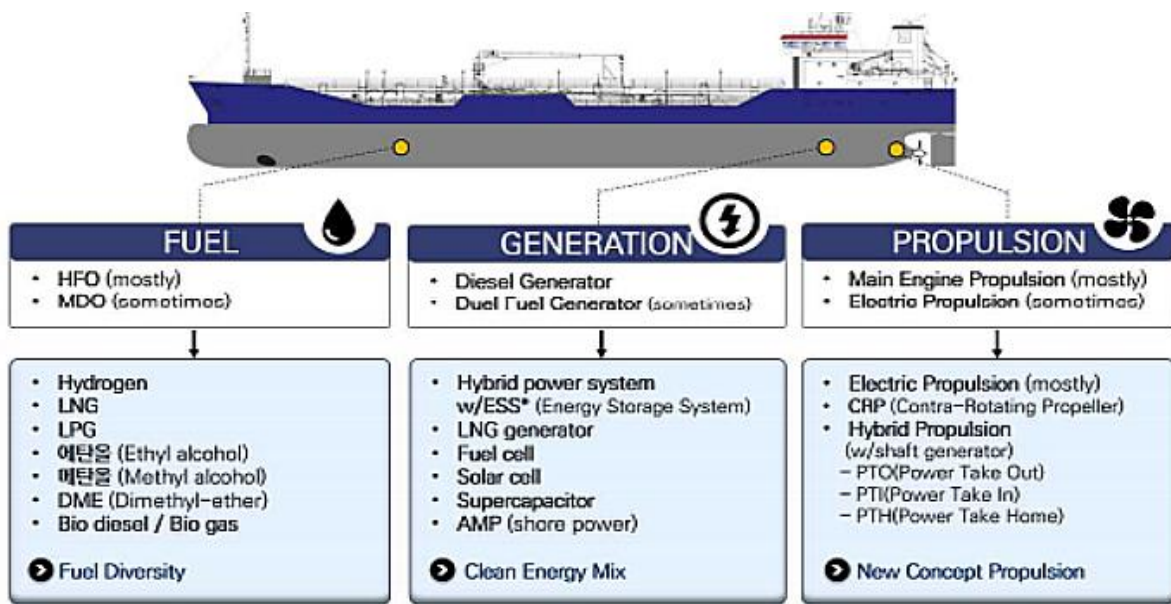 FUEL
HFO (mostly)
MDO (sometimes)
Hydrogen
LNG
LPG
에탄올 (Ethyl alcohol)
메탄올 (Methyl alcohol)
DME (Dimethyl-ether)
Bio diesel / Bio gas
Fuel Diversity
GENERATION
Diesel Generator
Duel Fuel Generator (sometimes)
Hybrid power system
w/ESS* (Energy Storage System)
LNG generator
Fuel cell
Solar cell
Supercapacitor
AMP (shore power)
Clean Energy Mix
PROPULSION
Main Engine Propulsion (mostly)
Electric Propulsion (sometimes)
Electric Propulsion (mostly)
CRP (Contra-Rotating Propeller)
Hybrid Propulsion
(w/shaft generator)
- PTO(Power Take Out)
- PTI(Power Take In)
- PTH(Power Take Home)
New Concept Propulsion